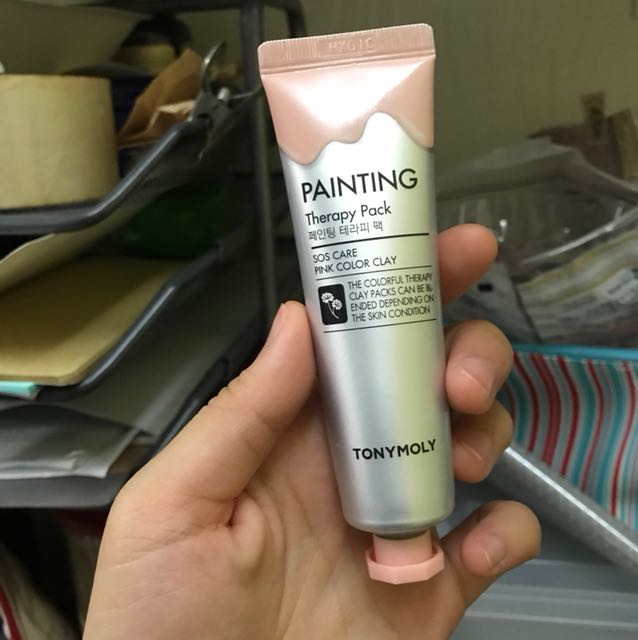 PAINTING
Therapy Pack
페인팅 테라피 팩
SOS CARE
PINK COLOR CLAY
THE COLORFUL THERAPY
CLAY PACKS CAN BE BL
ENDED DEPENDING ON
THE SKIN CONDITION
TONYMOLY